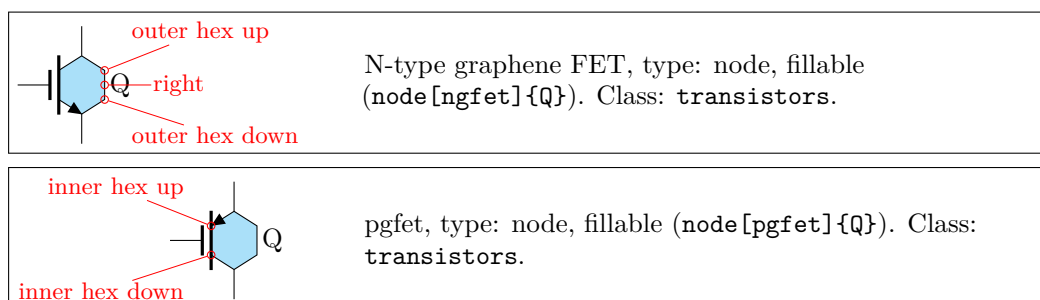 outer hex up
Q
right
outer hex down
N-type graphene FET, type: node, fillable
(node[ngfet]{Q}). Class: transistors.
inner hex up
Q
inner hex down
pgfet, type: node, fillable (node[pgfet]{Q}). Class:
transistors.